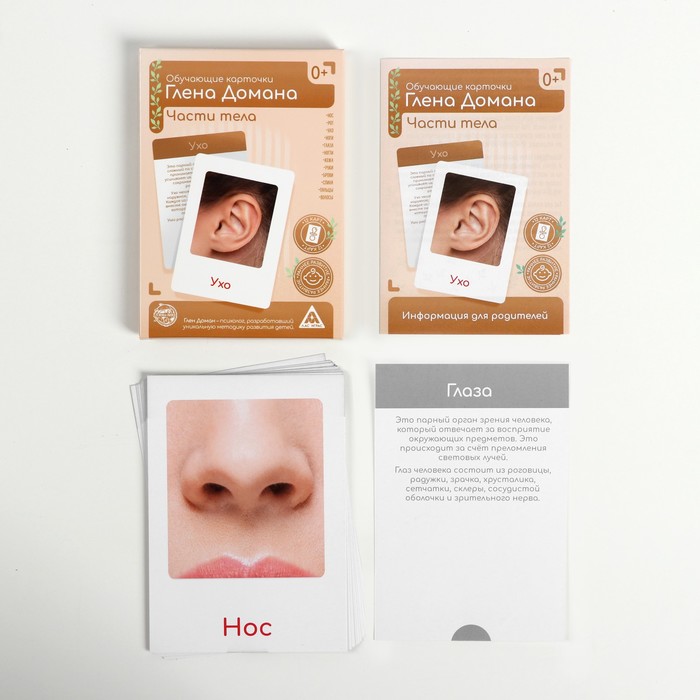 Обучающие карточки
Глена Домана
0+
Части тела
Ухо
Ухо
Глен Доман – психолог, разработавший
уникальную методику развития детей
ЛАС ИГРАС
Обучающие карточки
Глена Домана
0+
Части тела
Ухо
Ухо
Информация для родителей
Нос
Глаза
Это парный орган зрения человека,
который отвечает за восприятие
окружающих предметов. Это
происходит за счёт преломления
световых лучей.
Глаз человека состоит из роговицы,
радужки, зрачка, хрусталика,
сетчатки, склеры, сосудистой
оболочки и зрительного нерва.